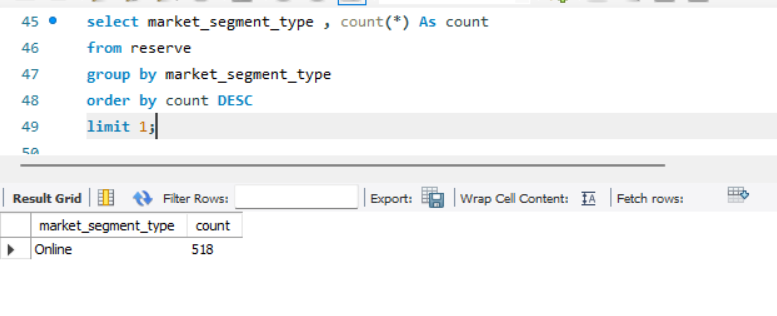 45 select market_segment_type , count(*) As count
46 from reserve
47 group by market_segment_type
48 order by count DESC
49 limit 1;
50
Result Grid Filter Rows: Export: Wrap Cell Content: Fetch rows:
market_segment_type count
Online 518